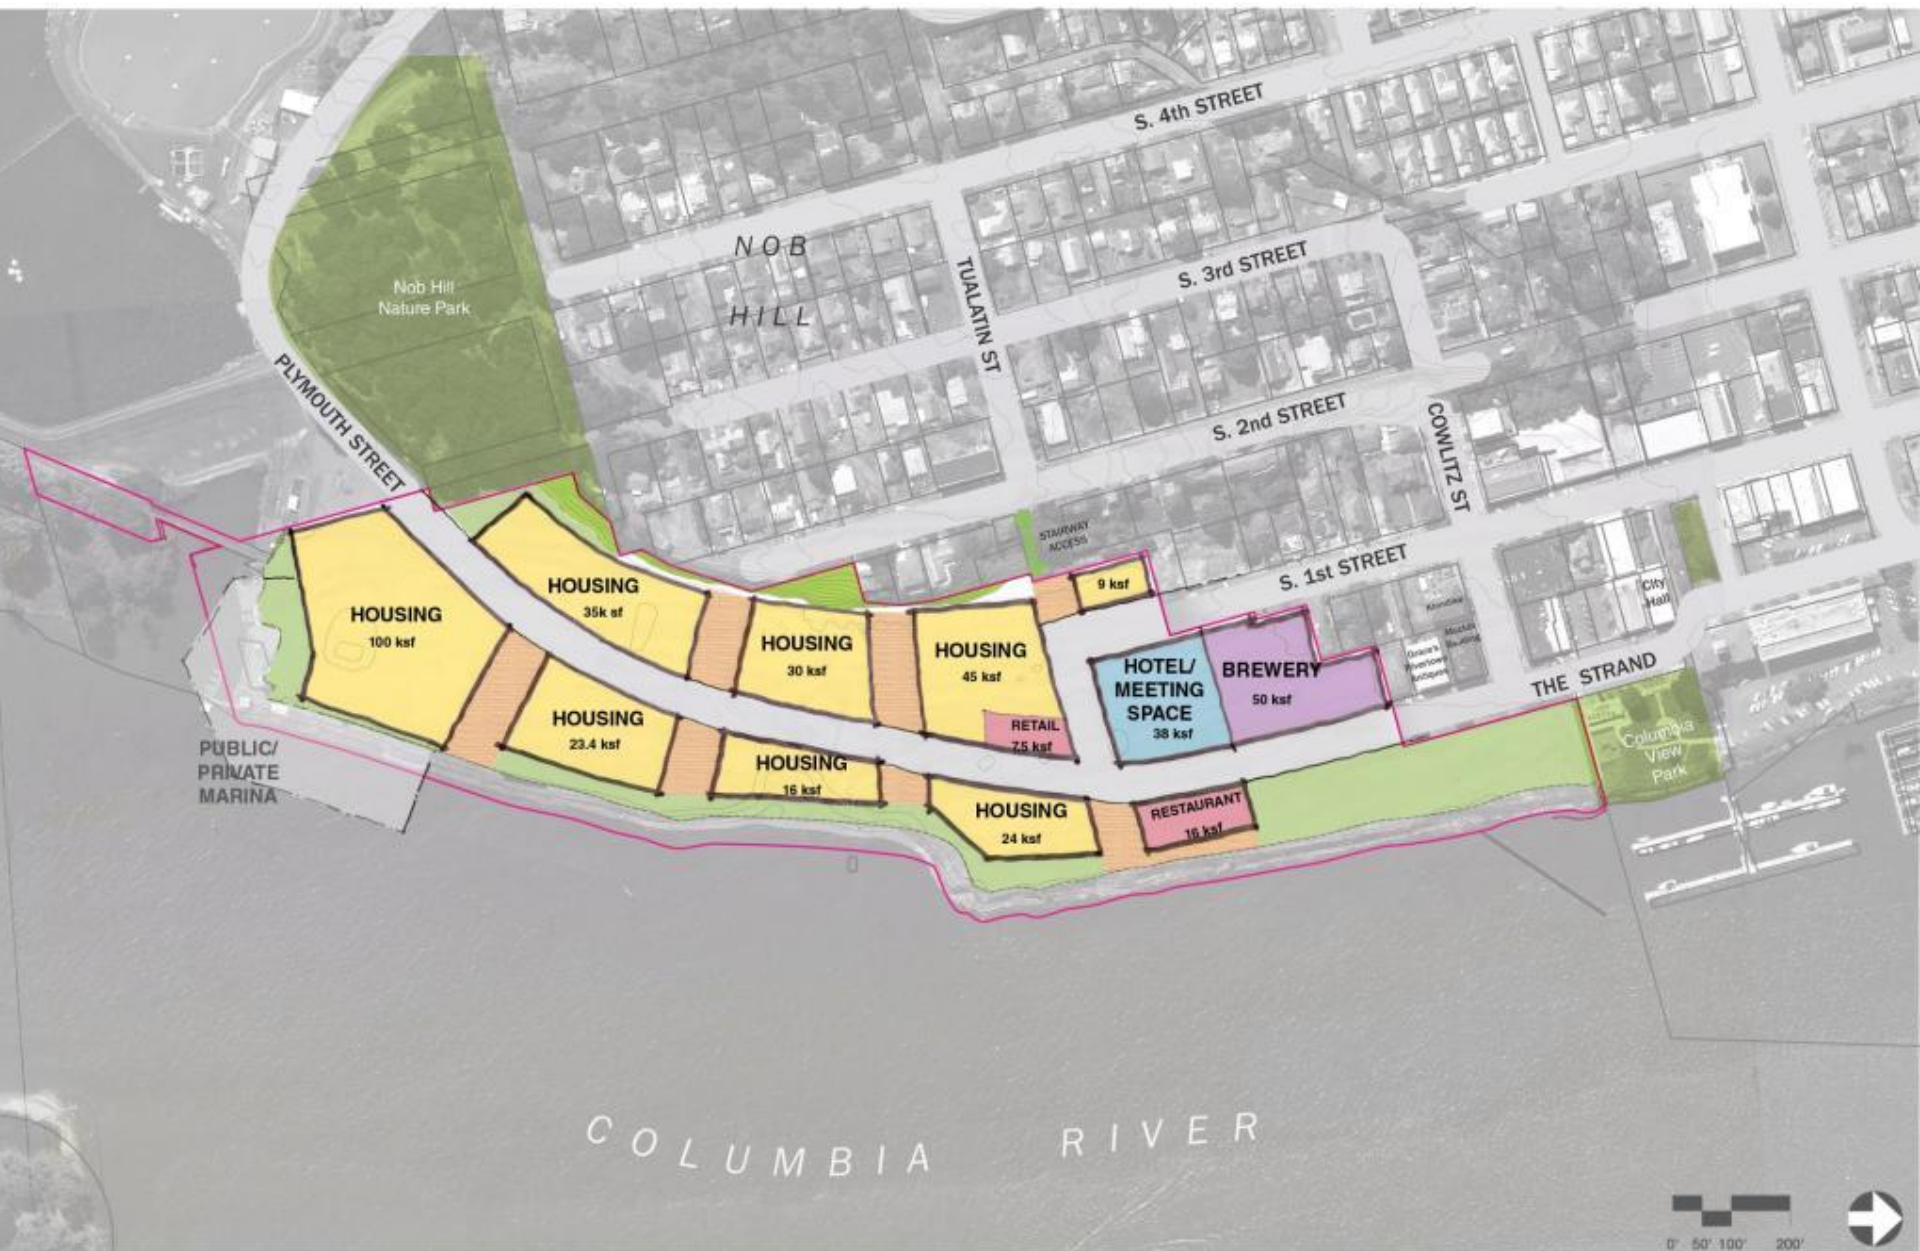 S. 4th STREET
NOB
HILL
S. 3rd STREET
TUALATIN ST
Nob Hill
Nature Park
PLYMOUTH STREET
S. 2nd STREET
COWLITZ ST
STAIRWAY
ACCESS
S. 1st STREET
9 ksf
City
Hall
HOUSING
100 ksf
HOUSING
35k sf
HOUSING
30 ksf
HOUSING
45 ksf
RETAIL
7.5 ksf
HOTEL/
MEETING
SPACE
38 ksf
BREWERY
50 ksf
THE STRAND
Columbia
View
Park
HOUSING
23.4 ksf
HOUSING
16 ksf
HOUSING
24 ksf
RESTAURANT
16 ksf
PUBLIC/
PRIVATE
MARINA
COLUMBIA RIVER
0' 50' 100' 200'